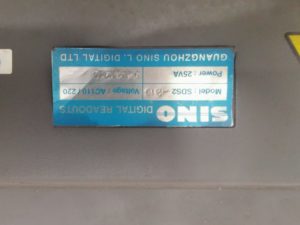 SINO
DIGITAL READOUTS
Model : SDS2-
Voltage : AC110/220
Power : 25VA
GUANGZHOU SINO L. DIGITAL LTD